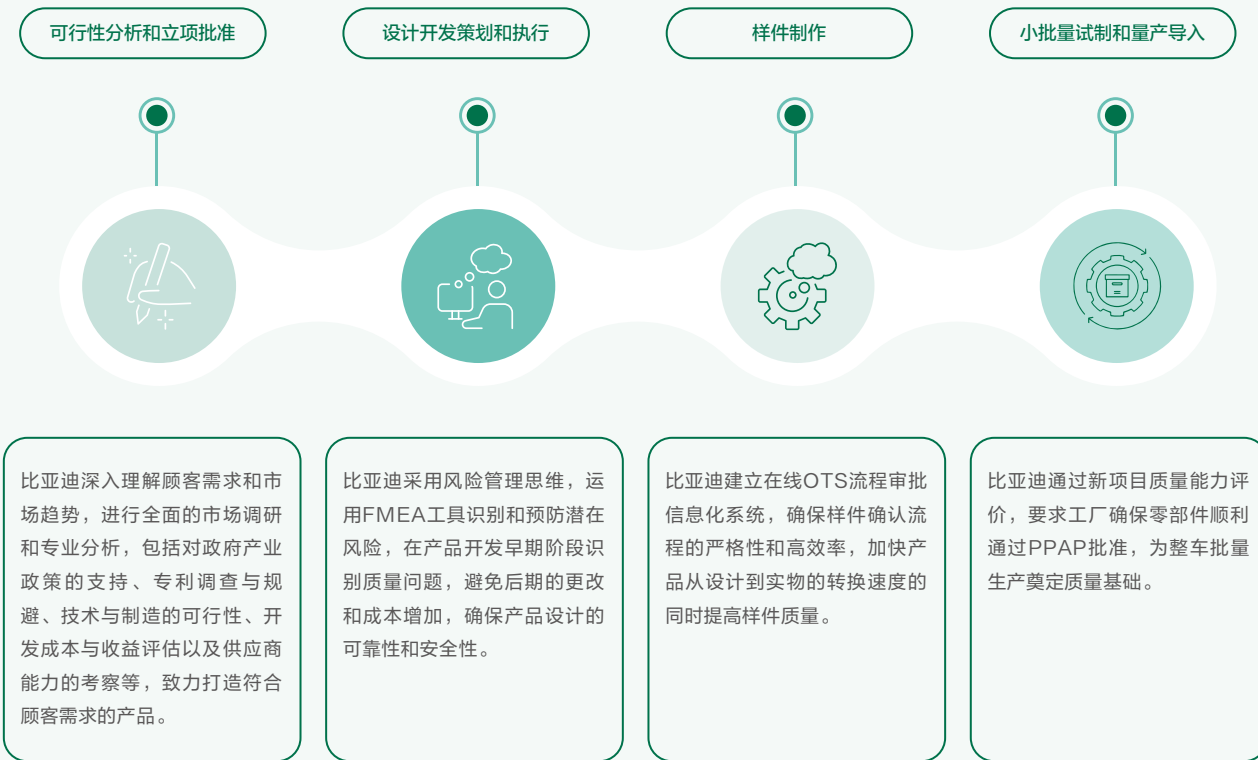 可行性分析和立项批准
设计开发策划和执行
样件制作
小批量试制和量产导入
比亚迪深入理解顾客需求和市
场趋势，进行全面的市场调研
和专业分析，包括对政府产业
政策的支持、专利调查与规
避、技术与制造的可行性、开
发成本与收益评估以及供应商
能力的考察等，致力打造符合
顾客需求的产品。
比亚迪采用风险管理思维，运
用FMEA工具识别和预防潜在
风险，在产品开发早期阶段识
别质量问题，避免后期的更改
和成本增加，确保产品设计的
可靠性和安全性。
比亚迪建立在线OTS流程审批
信息化系统，确保样件确认流
程的严格性和高效率，加快产
品从设计到实物的转换速度的
同时提高样件质量。
比亚迪通过新项目质量能力评
价，要求工厂确保零部件顺利
通过PPAP批准，为整车批量
生产奠定质量基础。